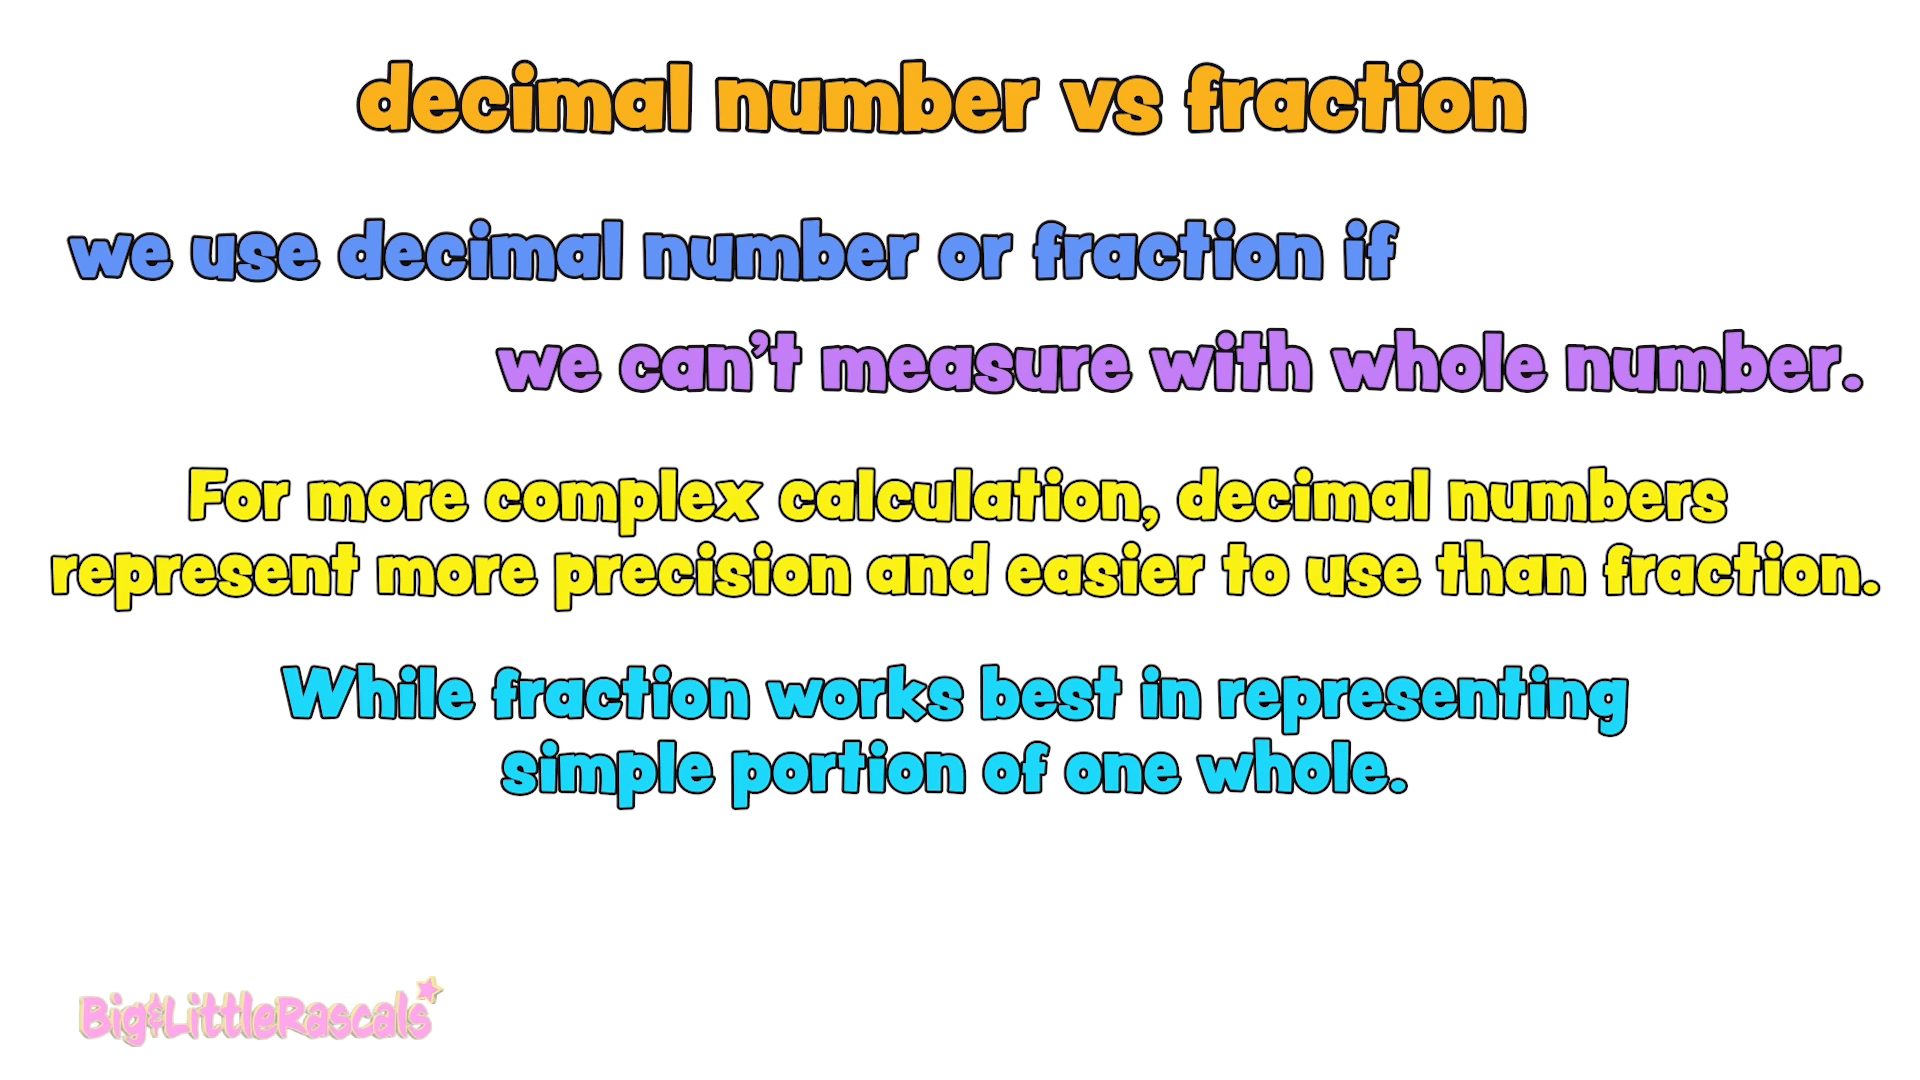 decimal number vs fraction
we use decimal number or fraction if
we can't measure with whole number.
For more complex calculation, decimal numbers
represent more precision and easier to use than fraction.
While fraction works best in representing
simple portion of one whole.
Big&LittleRascals